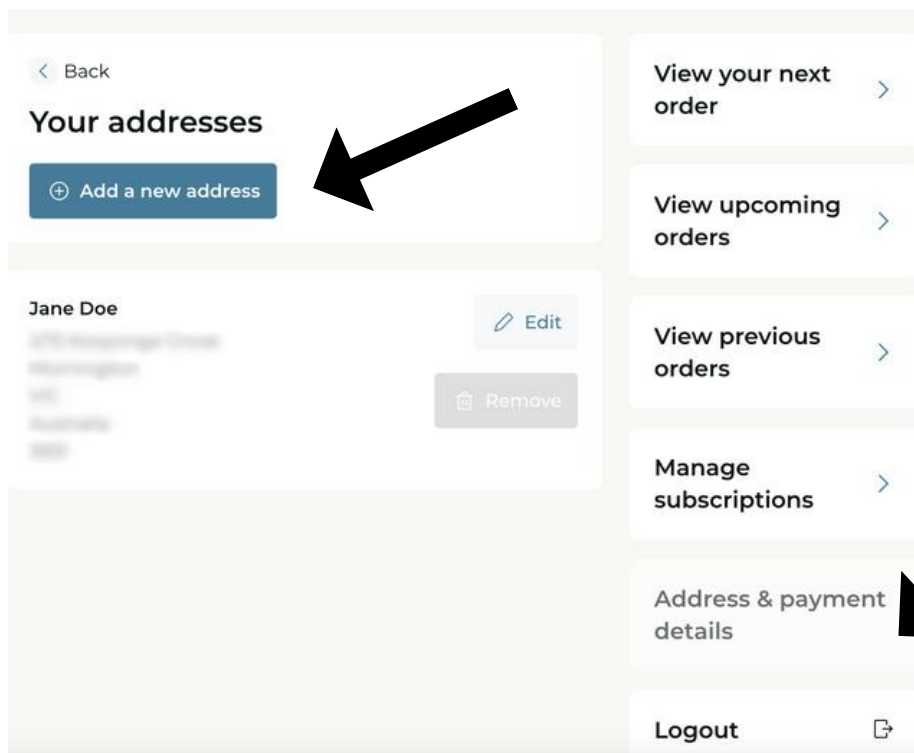 Back
Your addresses
Add a new address
Jane Doe
Edit
Remove
View your next
order
View upcoming
orders
View previous
orders
Manage
subscriptions
Address & payment
details
Logout